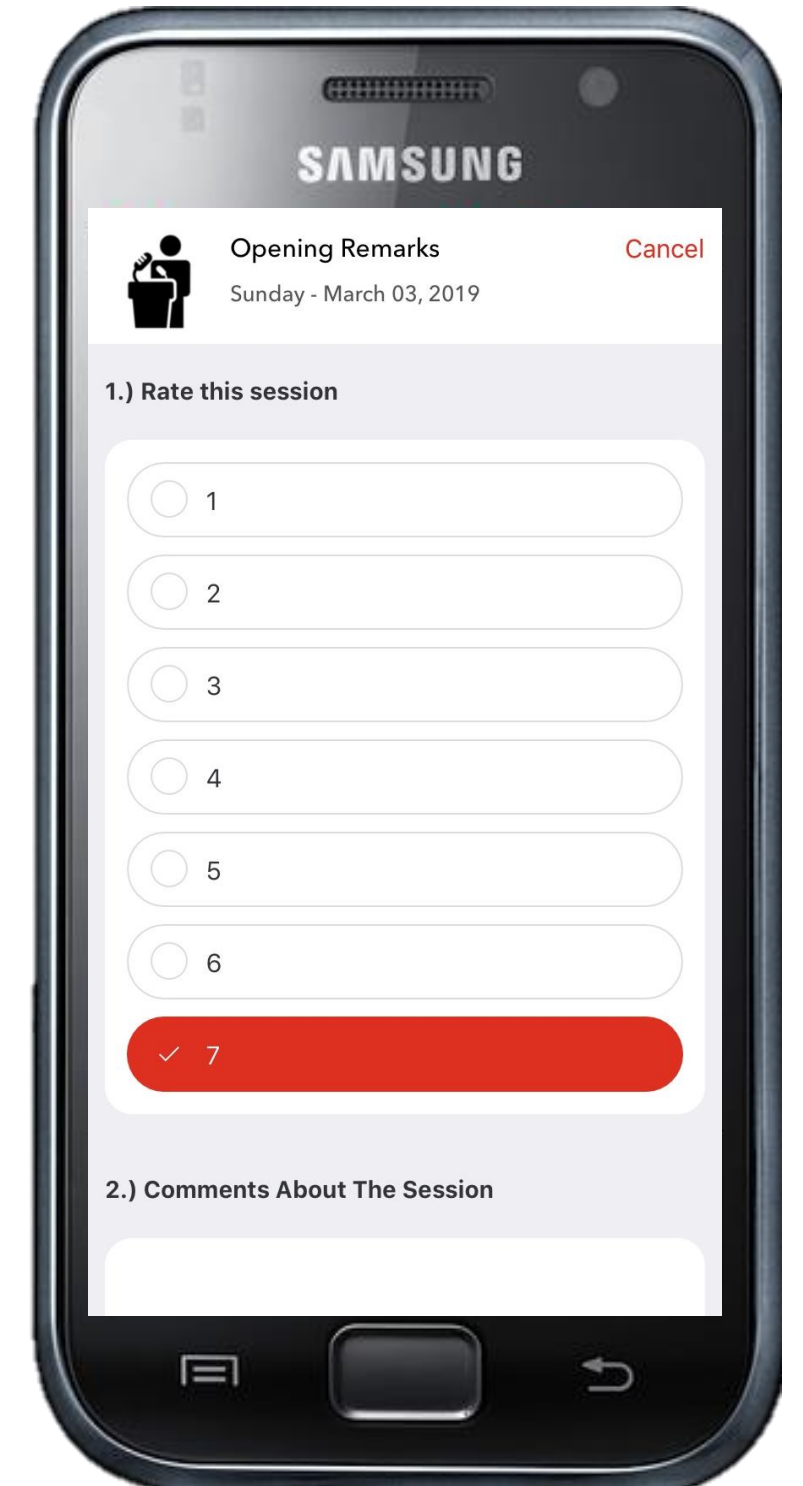 SAMSUNG
Opening Remarks
Cancel
Sunday - March 03, 2019
1.) Rate this session
1
2
3
4
5
6
7
2.) Comments About The Session